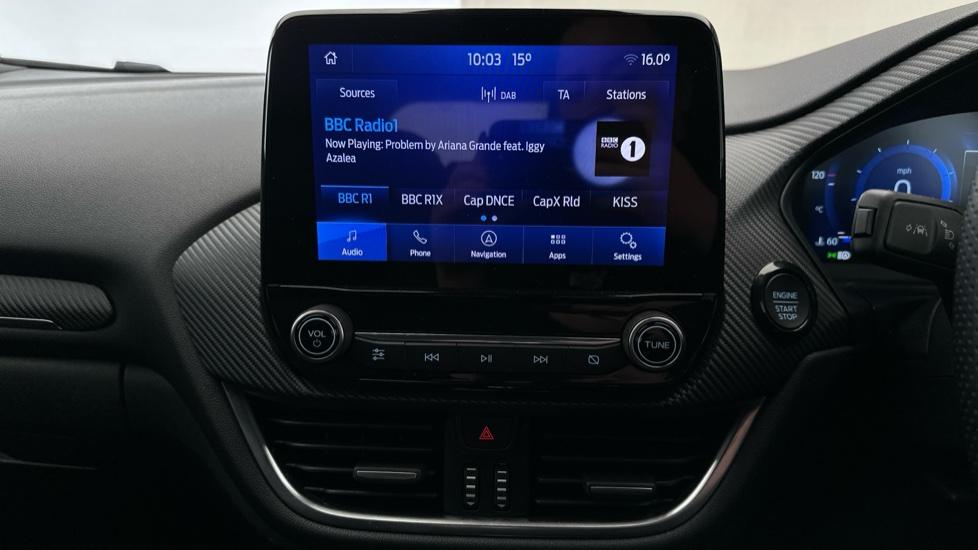 10:03 15° 16.0°
Sources DAB TA Stations
BBC Radio1
Now Playing: Problem by Ariana Grande feat. Iggy
Azalea
BBC RADIO 1
BBC R1 BBC R1X Cap DNCE CapX Rld KISS
Audio Phone Navigation Apps Settings
VOL TUNE
ENGINE
START
STOP
mph
120 0
°C
60